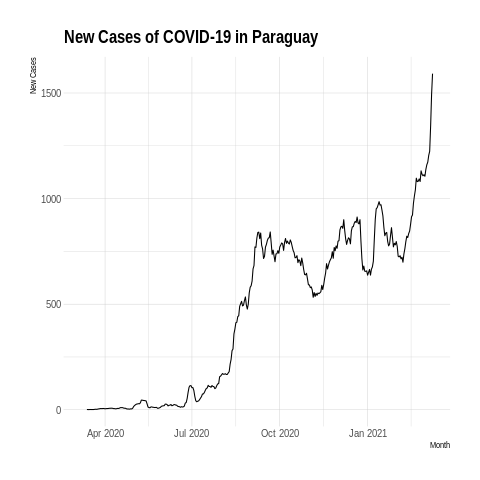 New Cases of COVID-19 in Paraguay
New Cases
1500
1000
500
0
Apr 2020 Jul 2020 Oct 2020 Jan 2021
Month